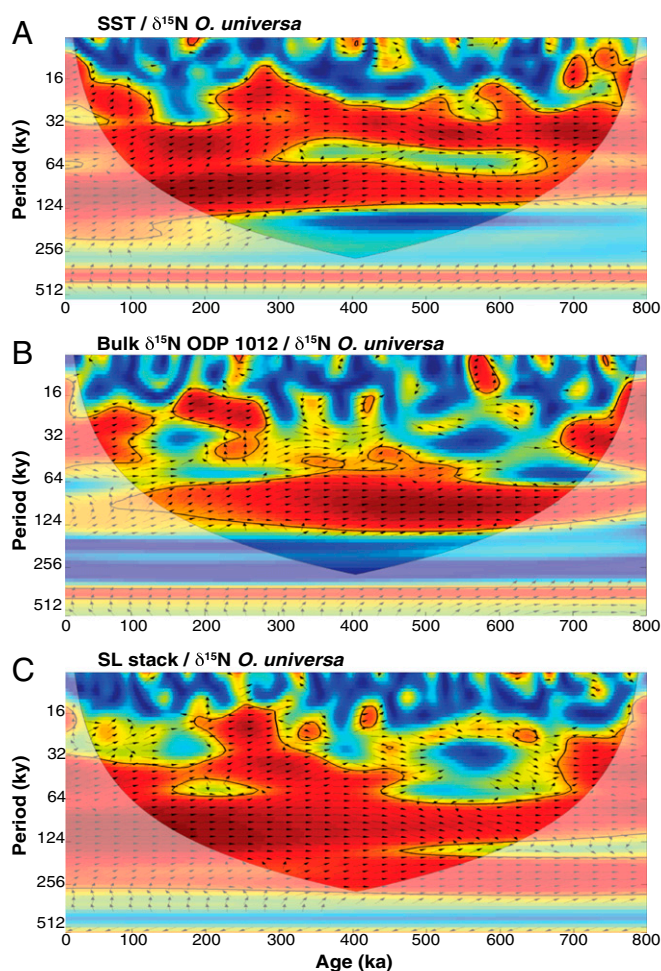 A
SST / δ¹⁵N O. universa
Period (ky)
16
32
64
124
256
512
0 100 200 300 400 500 600 700 800
B
Bulk δ¹⁵N ODP 1012 / δ¹⁵N O. universa
Period (ky)
16
32
64
124
256
512
0 100 200 300 400 500 600 700 800
C
SL stack / δ¹⁵N O. universa
Period (ky)
16
32
64
124
256
512
0 100 200 300 400 500 600 700 800
Age (ka)